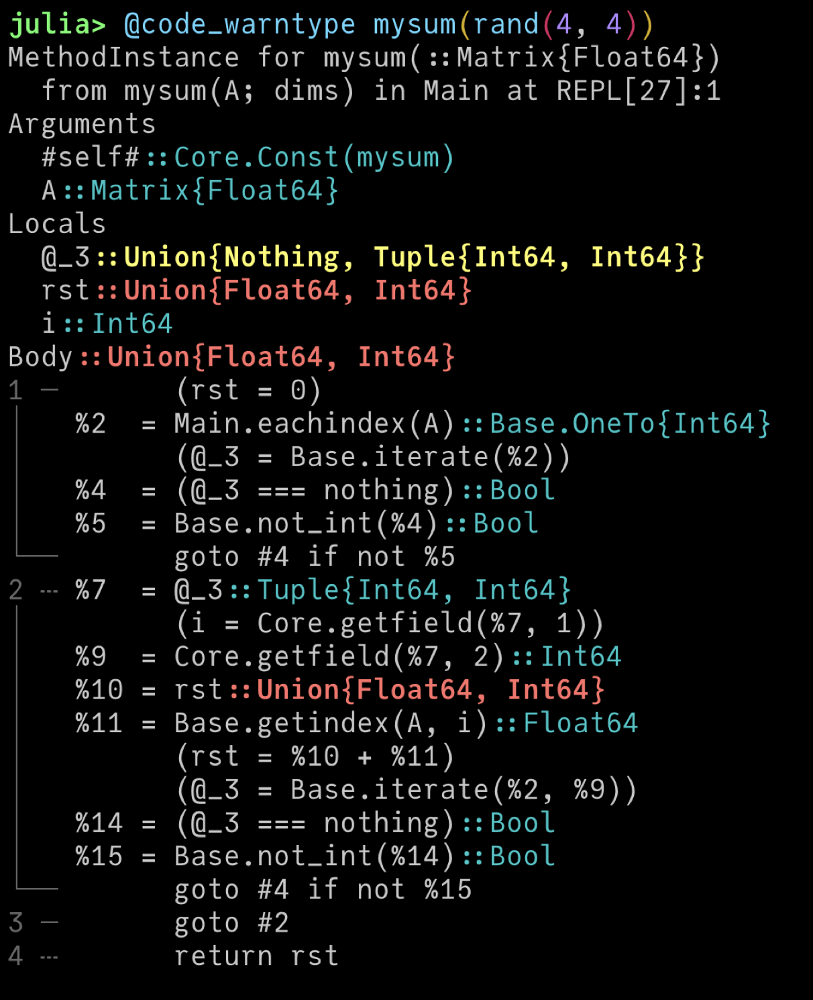 julia> @code_warntype mysum(rand(4, 4))
MethodInstance for mysum(::Matrix{Float64})
  from mysum(A; dims) in Main at REPL[27]:1
Arguments
  #self#::Core.Const(mysum)
  A::Matrix{Float64}
Locals
  @_3::Union{Nothing, Tuple{Int64, Int64}}
  rst::Union{Float64, Int64}
  i::Int64
Body::Union{Float64, Int64}
1 ─       (rst = 0)
│   %2  = Main.eachindex(A)::Base.OneTo{Int64}
│         (@_3 = Base.iterate(%2))
│   %4  = (@_3 === nothing)::Bool
│   %5  = Base.not_int(%4)::Bool
└──       goto #4 if not %5
2 ┄ %7  = @_3::Tuple{Int64, Int64}
│         (i = Core.getfield(%7, 1))
│   %9  = Core.getfield(%7, 2)::Int64
│   %10 = rst::Union{Float64, Int64}
│   %11 = Base.getindex(A, i)::Float64
│         (rst = %10 + %11)
│         (@_3 = Base.iterate(%2, %9))
│   %14 = (@_3 === nothing)::Bool
│   %15 = Base.not_int(%14)::Bool
└──       goto #4 if not %15
3 ─       goto #2
4 ┄       return rst